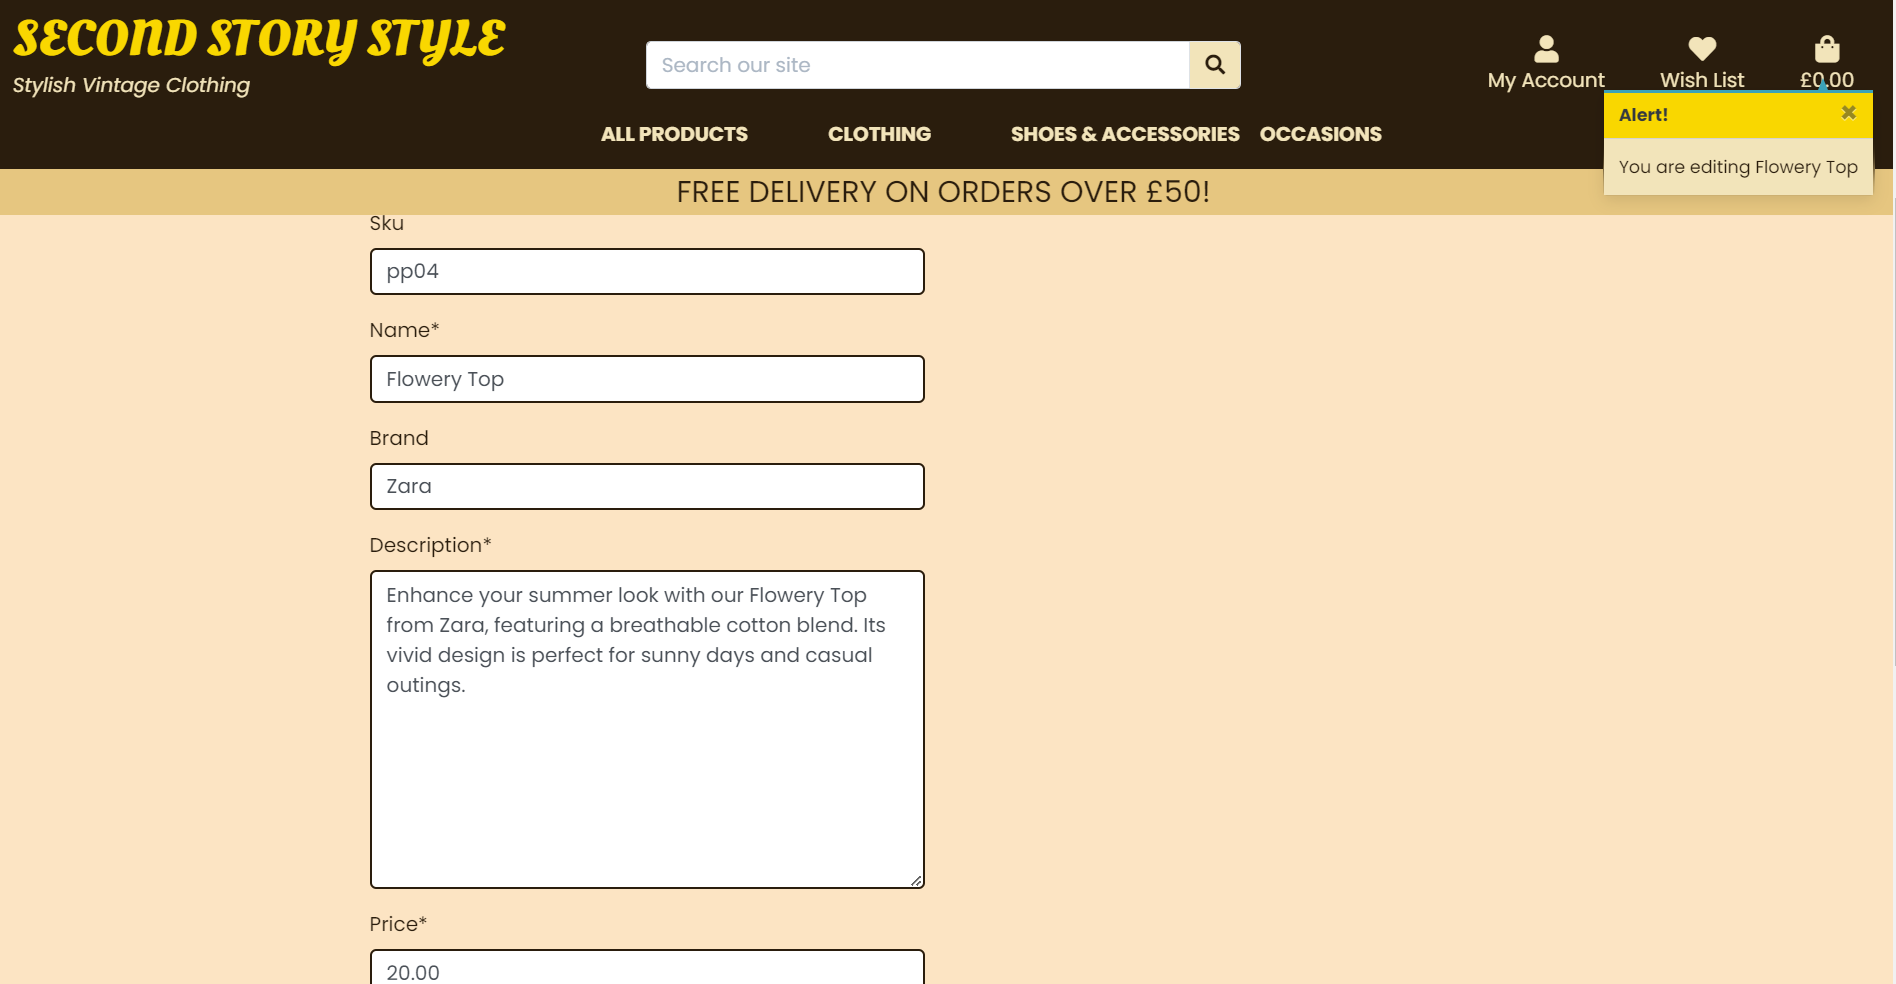 SECOND STORY STYLE
Stylish Vintage Clothing
Search our site
My Account
Wish List
£0.00
ALL PRODUCTS
CLOTHING
SHOES & ACCESSORIES
OCCASIONS
Alert!
×
You are editing Flowery Top
FREE DELIVERY ON ORDERS OVER £50!
Sku
pp04
Name*
Flowery Top
Brand
Zara
Description*
Enhance your summer look with our Flowery Top
from Zara, featuring a breathable cotton blend. Its
vivid design is perfect for sunny days and casual
outings.
Price*
20.00